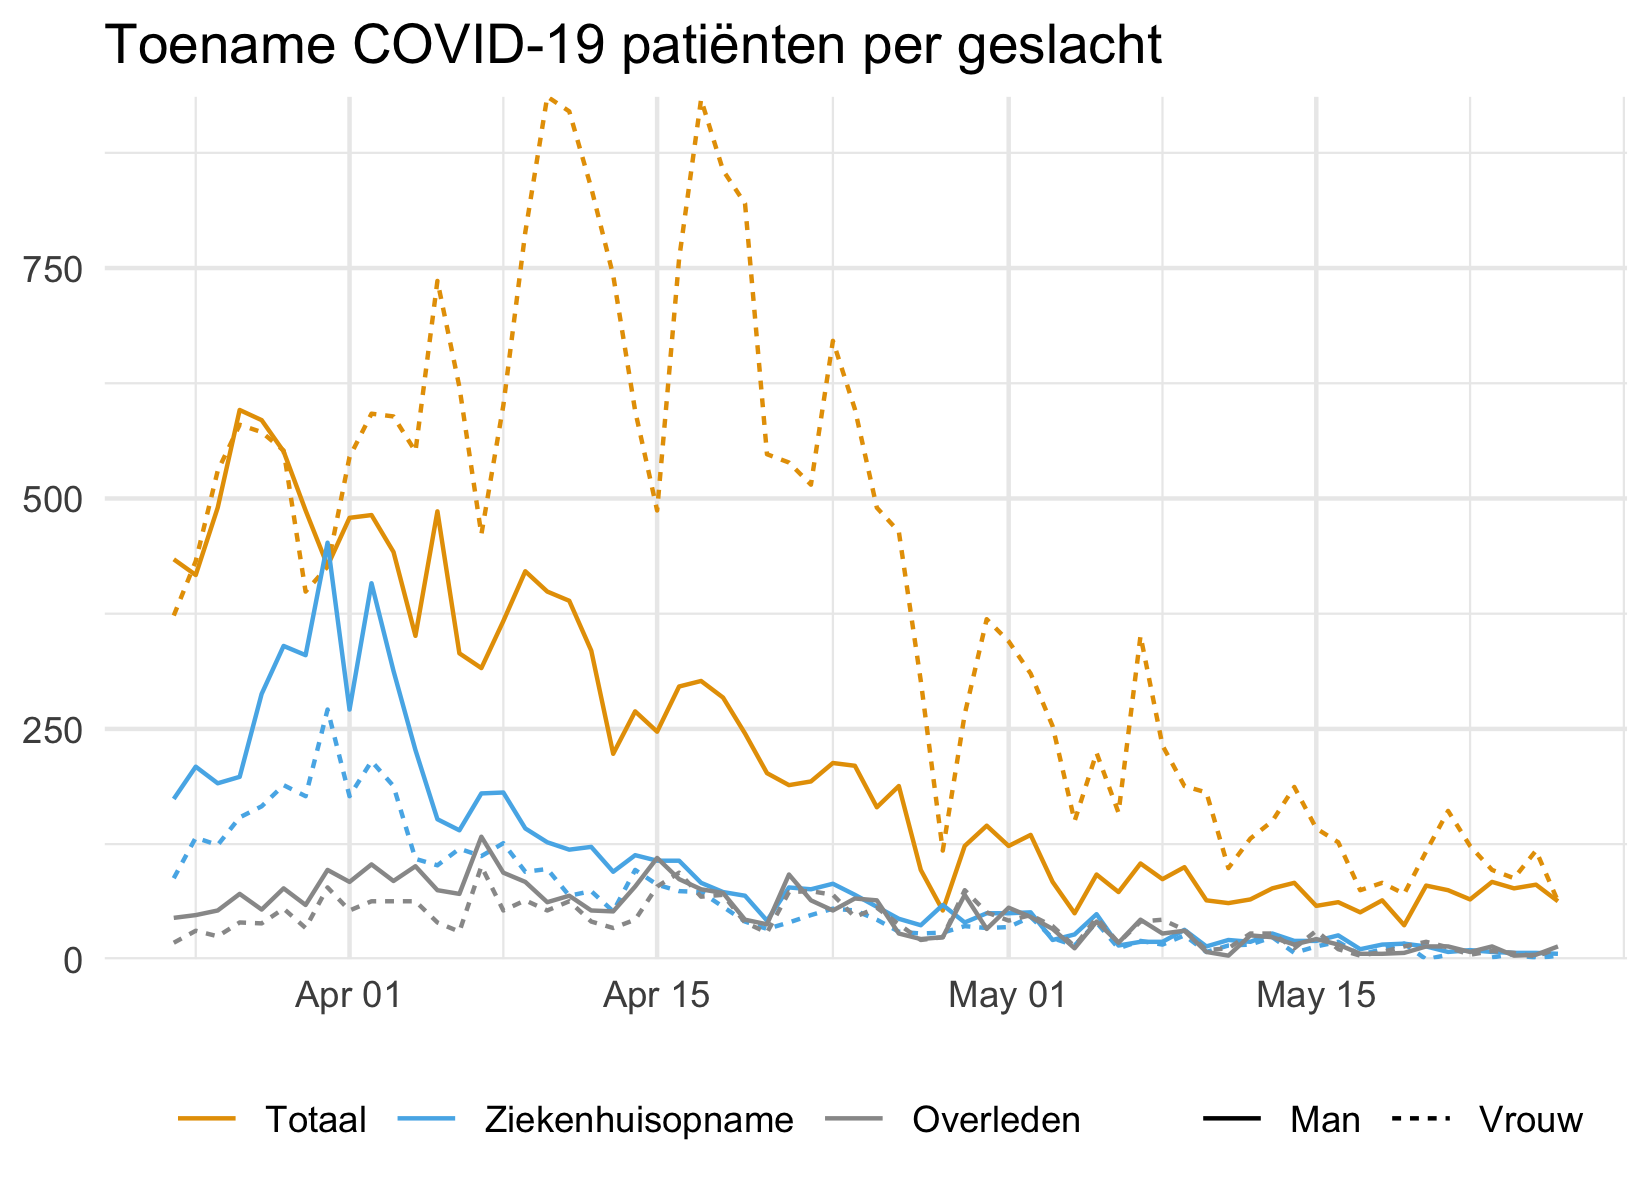 Toename COVID-19 patiënten per geslacht
750
500
250
0
Apr 01 Apr 15 May 01 May 15
Totaal Ziekenhuisopname Overleden Man Vrouw